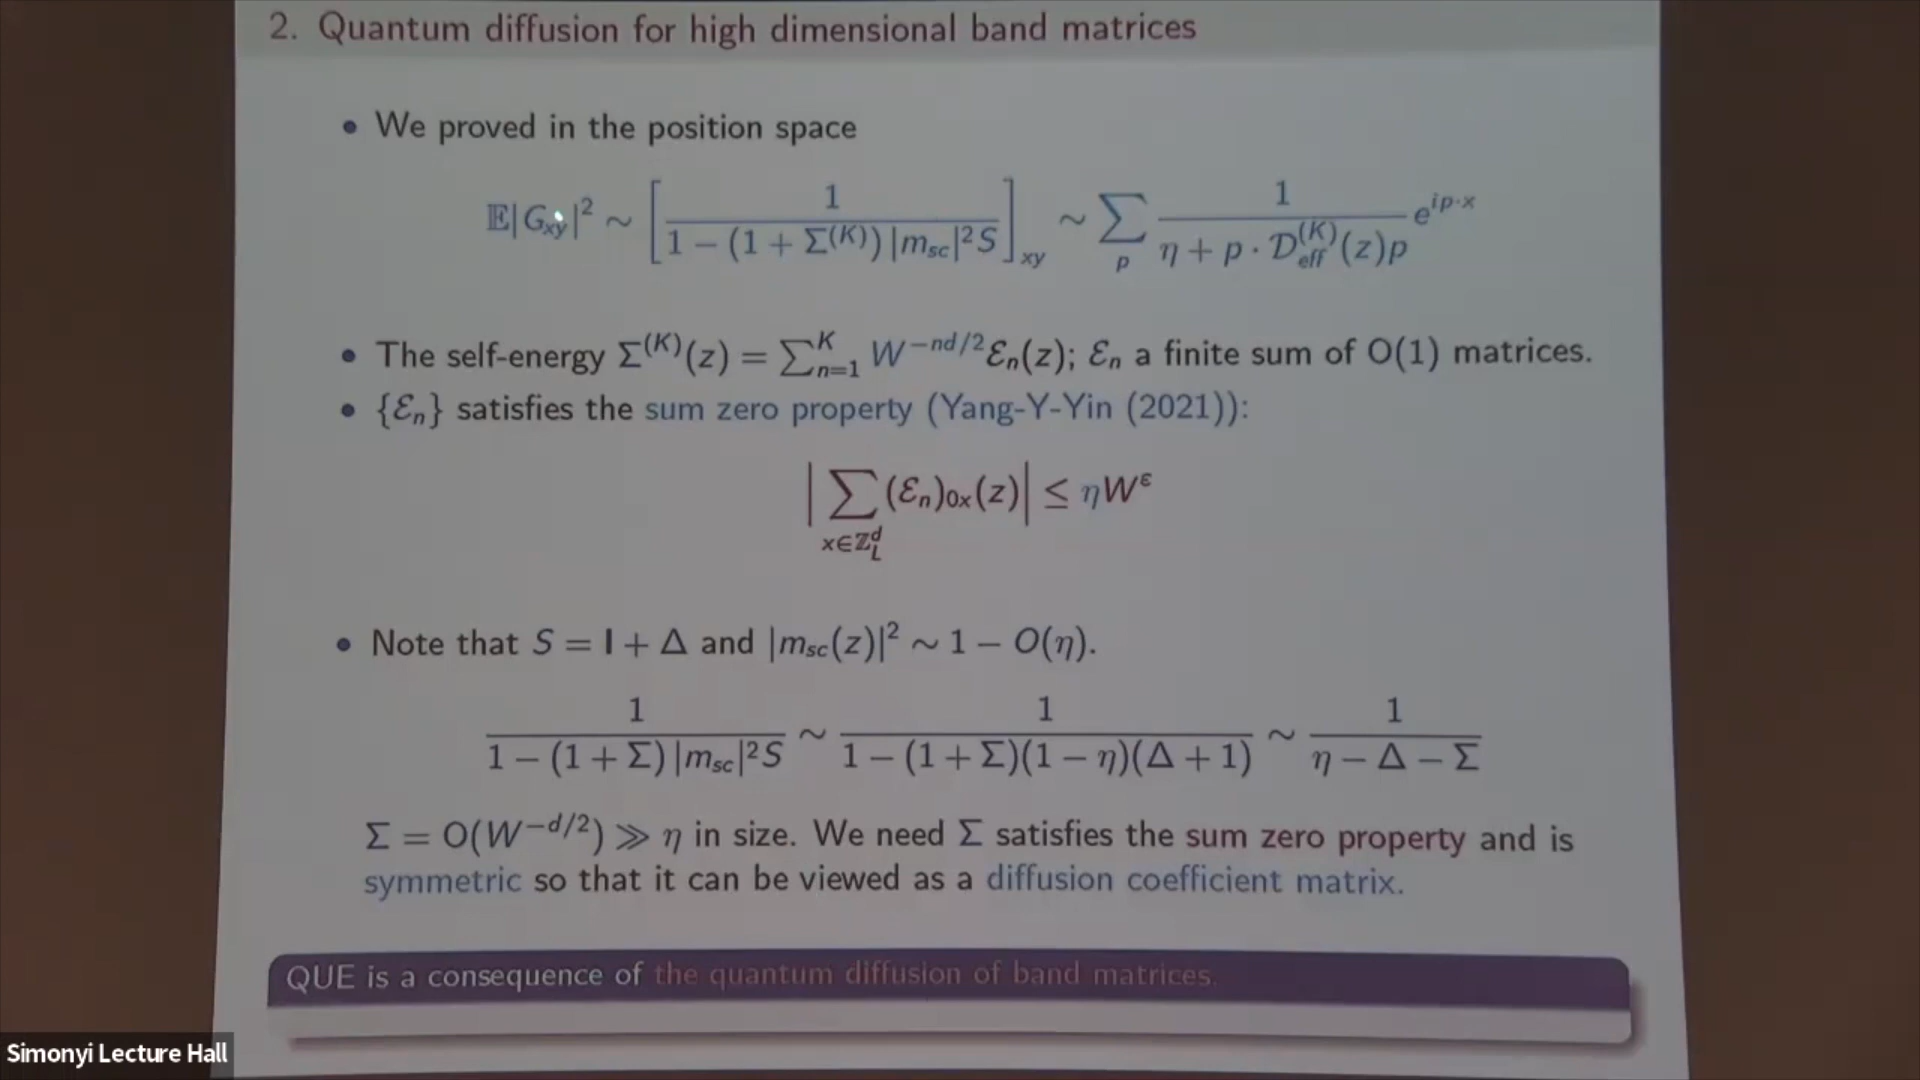 2. Quantum diffusion for high dimensional band matrices
• We proved in the position space
𝔼|G_{xy}|² ∼ [ 1 / (1 − (1 + Σ^{(K)}) |m_{sc}|² S) ]_{xy} ∼ ∑_p 1 / (η + p · 𝒟_{eff}^{(K)}(z)p) e^{ip·x}
• The self-energy Σ^{(K)}(z) = ∑_{n=1}^{K} W^{−nd/2} ℰ_n(z); ℰ_n a finite sum of O(1) matrices.
• {ℰ_n} satisfies the sum zero property (Yang-Y-Yin (2021)):
| ∑_{x∈ℤ_L^d} (ℰ_n)_{0x}(z) | ≤ ηW^ε
• Note that S = I + Δ and |m_{sc}(z)|² ∼ 1 − O(η).
1 / (1 − (1 + Σ) |m_{sc}|² S) ∼ 1 / (1 − (1 + Σ)(1 − η)(Δ + 1)) ∼ 1 / (η − Δ − Σ)
Σ = O(W^{−d/2}) ≫ η in size. We need Σ satisfies the sum zero property and is
symmetric so that it can be viewed as a diffusion coefficient matrix.
QUE is a consequence of the quantum diffusion of band matrices.
Simonyi Lecture Hall